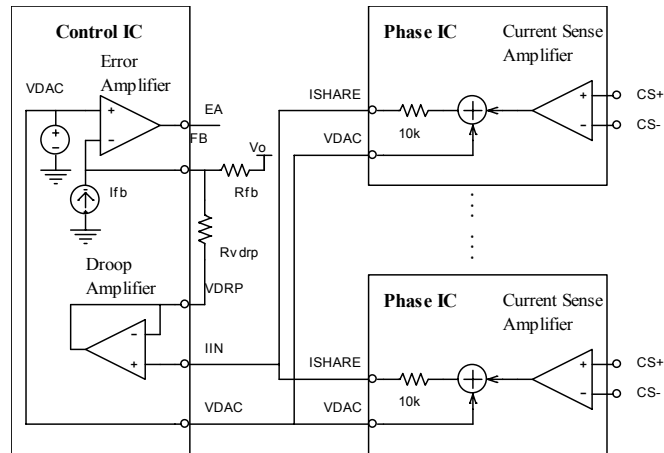 Control IC
Error
Amplifier
VDAC
+
-
+
-
EA
FB
Vo
Rfb
Ifb
Rvdrp
Droop
Amplifier
VDRP
-
+
IIN
VDAC
Phase IC
Current Sense
Amplifier
ISHARE
10k
+
-
CS+
CS-
VDAC
Phase IC
Current Sense
Amplifier
ISHARE
10k
+
-
CS+
CS-
VDAC